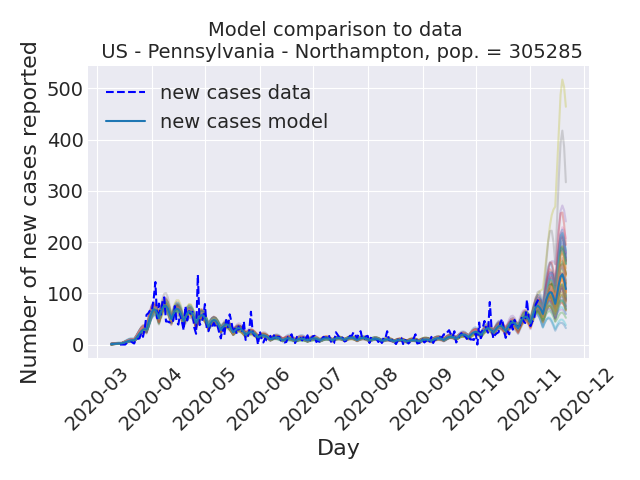 Model comparison to data
US - Pennsylvania - Northampton, pop. = 305285
Number of new cases reported
500
400
300
200
100
0
new cases data
new cases model
2020-03
2020-04
2020-05
2020-06
2020-07
2020-08
2020-09
2020-10
2020-11
2020-12
Day